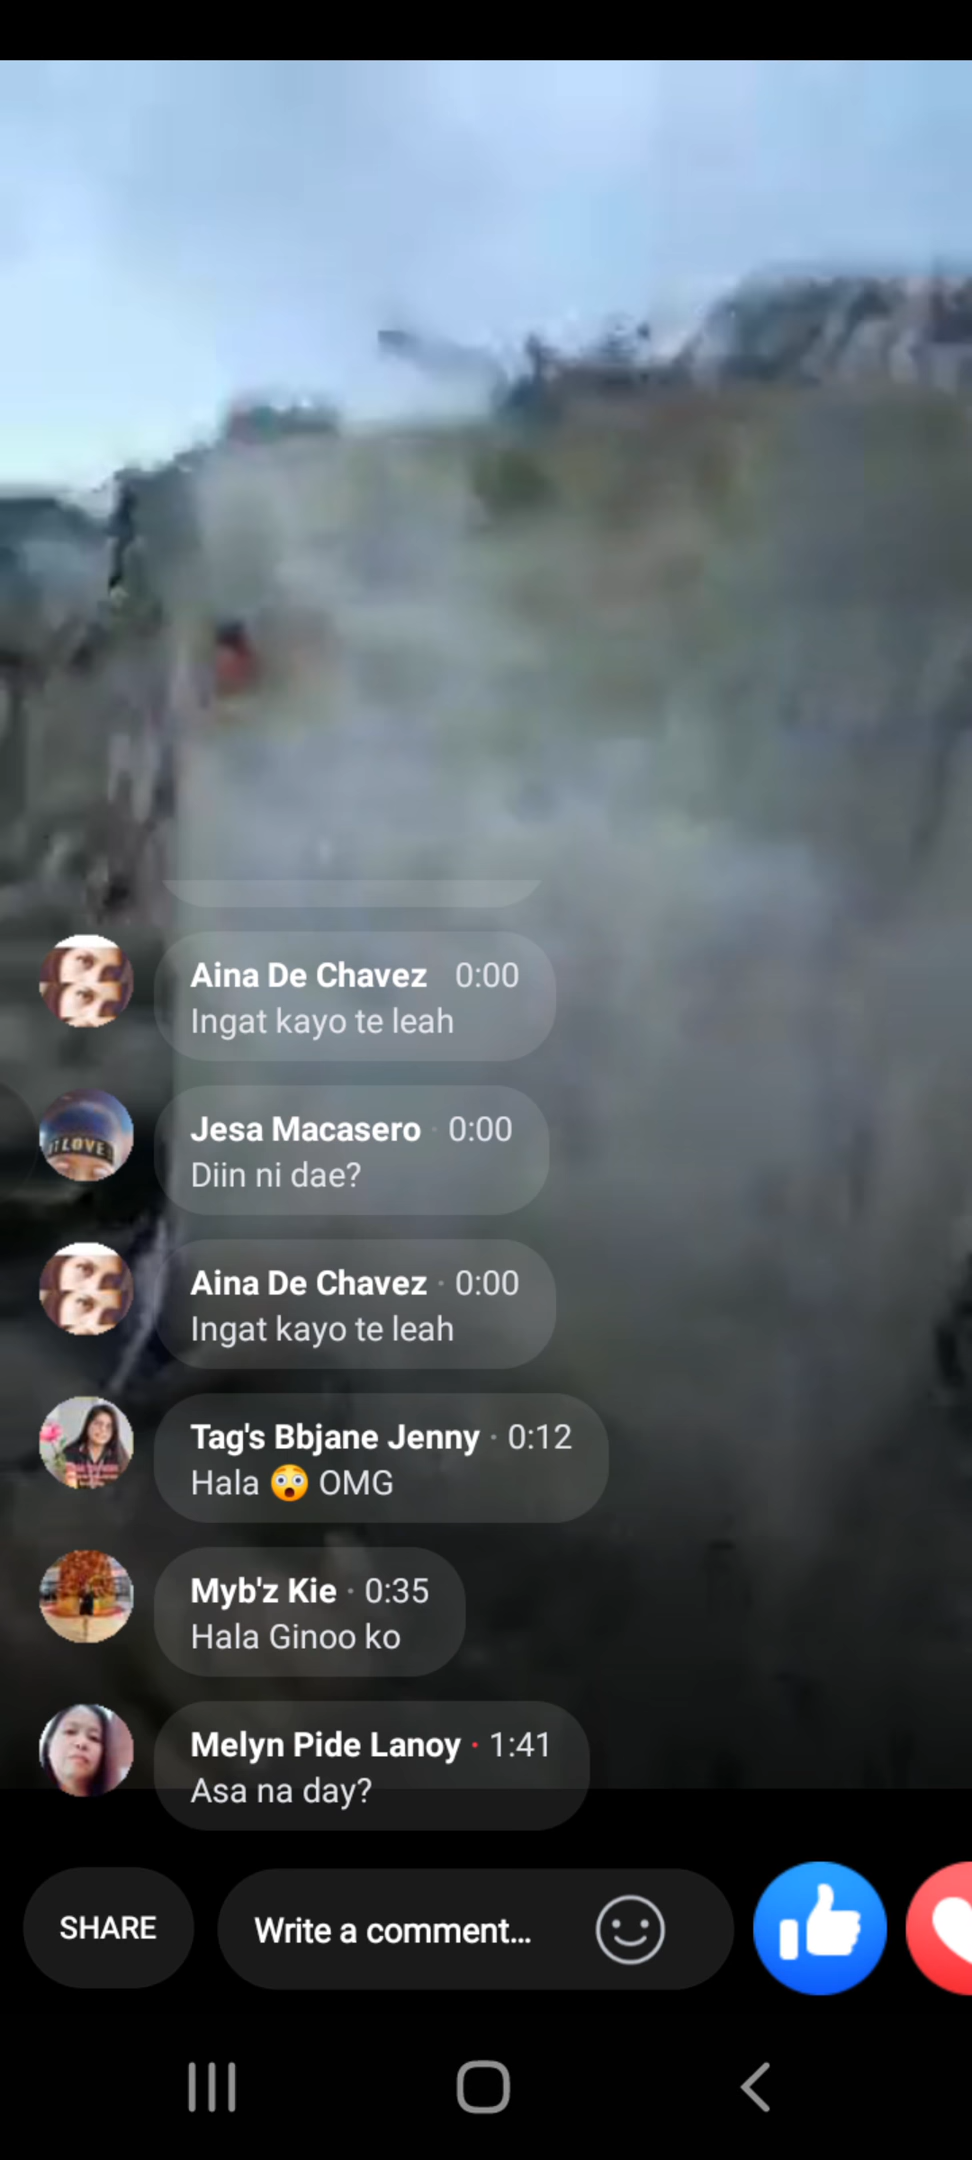 Aina De Chavez 0:00
Ingat kayo te leah
Jesa Macasero · 0:00
Diin ni dae?
Aina De Chavez · 0:00
Ingat kayo te leah
Tag's Bbjane Jenny · 0:12
Hala 😳 OMG
Myb'z Kie · 0:35
Hala Ginoo ko
Melyn Pide Lanoy · 1:41
Asa na day?
SHARE
Write a comment...